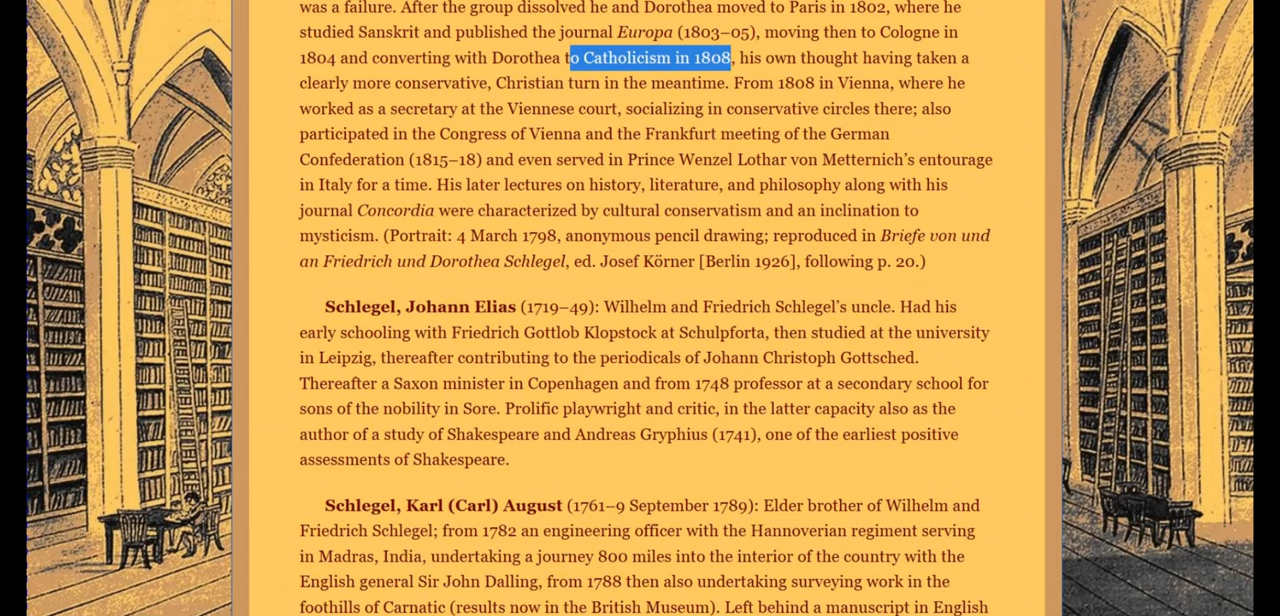 was a failure. After the group dissolved he and Dorothea moved to Paris in 1802, where he
studied Sanskrit and published the journal Europa (1803–05), moving then to Cologne in
1804 and converting with Dorothea to Catholicism in 1808, his own thought having taken a
clearly more conservative, Christian turn in the meantime. From 1808 in Vienna, where he
worked as a secretary at the Viennese court, socializing in conservative circles there; also
participated in the Congress of Vienna and the Frankfurt meeting of the German
Confederation (1815–18) and even served in Prince Wenzel Lothar von Metternich’s entourage
in Italy for a time. His later lectures on history, literature, and philosophy along with his
journal Concordia were characterized by cultural conservatism and an inclination to
mysticism. (Portrait: 4 March 1798, anonymous pencil drawing; reproduced in Briefe von und
an Friedrich und Dorothea Schlegel, ed. Josef Körner [Berlin 1926], following p. 20.)
Schlegel, Johann Elias (1719–49): Wilhelm and Friedrich Schlegel’s uncle. Had his
early schooling with Friedrich Gottlob Klopstock at Schulpforta, then studied at the university
in Leipzig, thereafter contributing to the periodicals of Johann Christoph Gottsched.
Thereafter a Saxon minister in Copenhagen and from 1748 professor at a secondary school for
sons of the nobility in Sore. Prolific playwright and critic, in the latter capacity also as the
author of a study of Shakespeare and Andreas Gryphius (1741), one of the earliest positive
assessments of Shakespeare.
Schlegel, Karl (Carl) August (1761–9 September 1789): Elder brother of Wilhelm and
Friedrich Schlegel; from 1782 an engineering officer with the Hannoverian regiment serving
in Madras, India, undertaking a journey 800 miles into the interior of the country with the
English general Sir John Dalling, from 1788 then also undertaking surveying work in the
foothills of Carnatic (results now in the British Museum). Left behind a manuscript in English